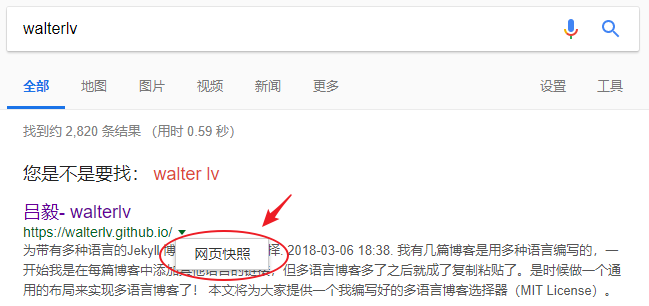 walterlv
全部 地图 图片 视频 新闻 更多 设置 工具
找到约 2,820 条结果 （用时 0.59 秒）
您是不是要找： walter lv
吕毅- walterlv
https://walterlv.github.io/
网页快照
为带有多种语言的Jekyll 博 择. 2018-03-06 18:38. 我有几篇博客是用多种语言编写的，一
开始我是在每篇博客中添加其他语言的链接，但多语言博客多了之后就成了复制粘贴了。是时候做一个通
用的布局来实现多语言博客了！ 本文将为大家提供一个我编写好的多语言博客选择器（MIT License）。